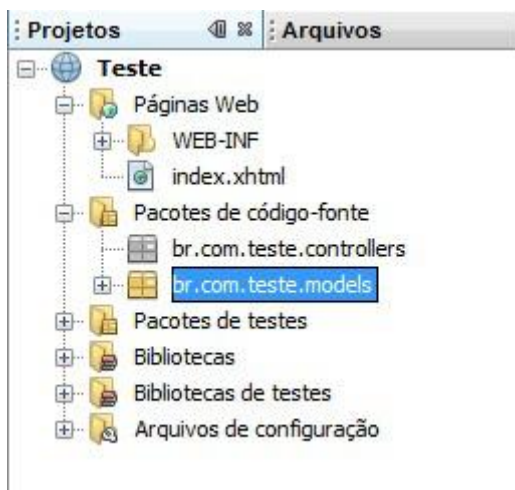 Projetos Arquivos
Teste
Páginas Web
WEB-INF
index.xhtml
Pacotes de código-fonte
br.com.teste.controllers
br.com.teste.models
Pacotes de testes
Bibliotecas
Bibliotecas de testes
Arquivos de configuração